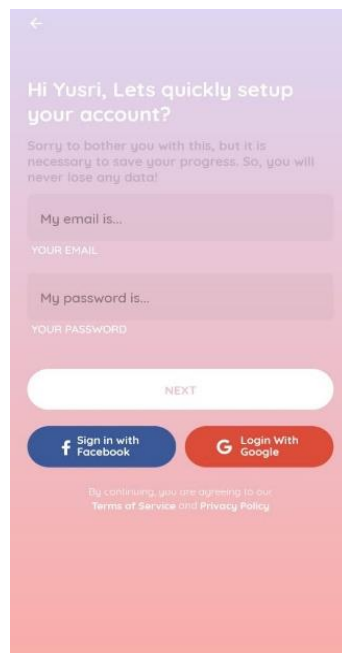 Hi Yusri, Lets quickly setup
your account?
Sorry to bother you with this, but it is
necessary to save your progress. So, you will
never lose any data!
My email is...
YOUR EMAIL
My password is...
YOUR PASSWORD
NEXT
f Sign in with
Facebook
G Login With
Google
By continuing, you are agreeing to our
Terms of Service and Privacy Policy